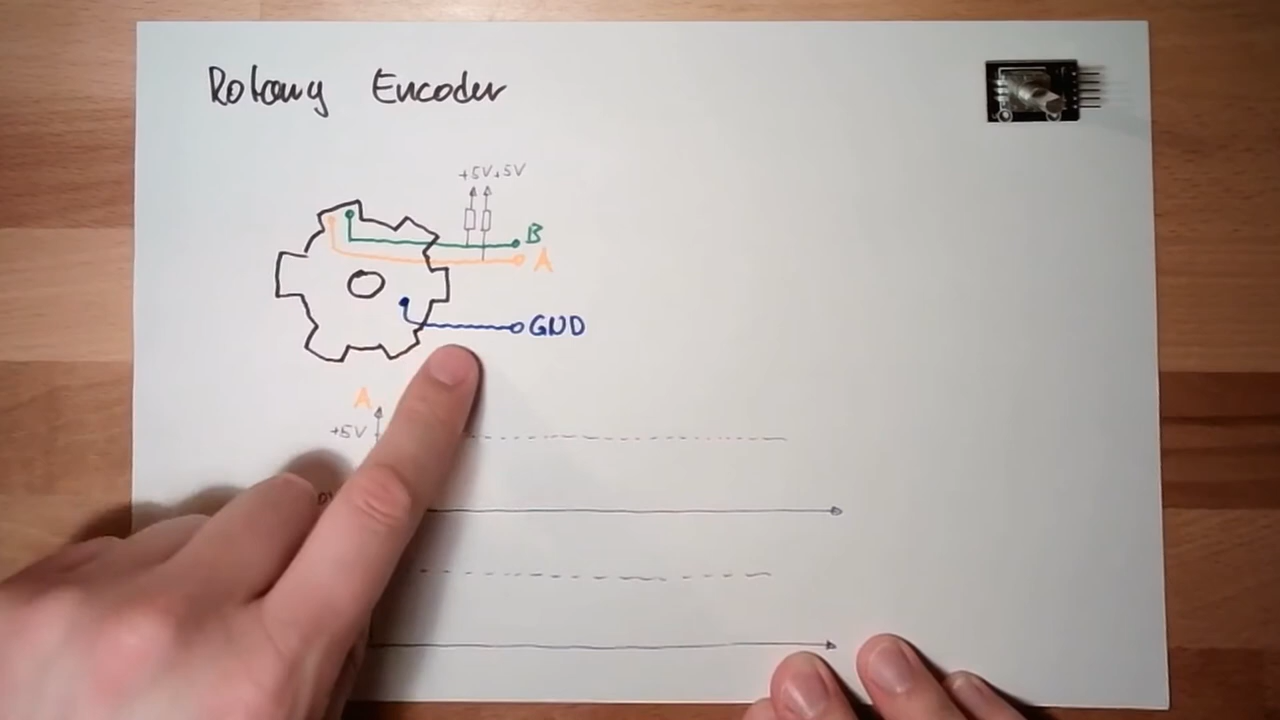 Rotary Encoder
+5V +5V
B
A
GND
A
+5V